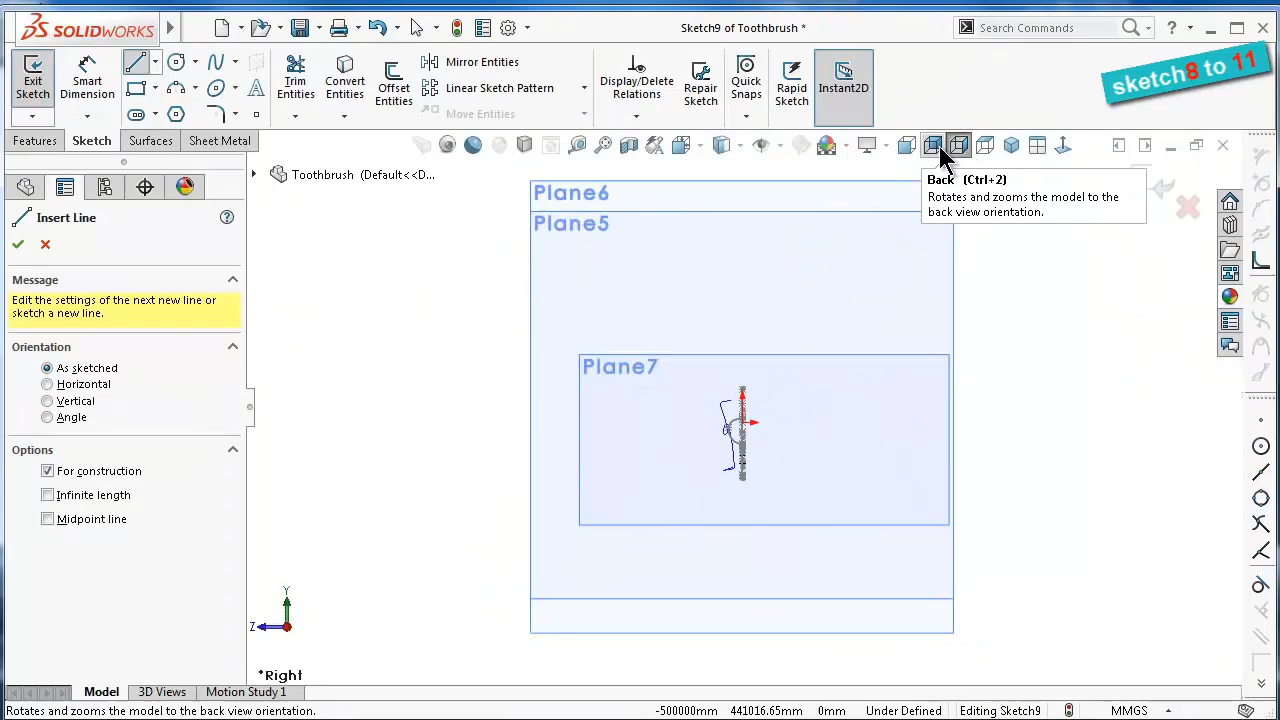 SOLIDWORKS
Sketch9 of Toothbrush *
Search Commands
sketch8 to 11
Exit Sketch
Smart Dimension
Trim Entities
Convert Entities
Offset Entities
Mirror Entities
Linear Sketch Pattern
Move Entities
Display/Delete Relations
Repair Sketch
Quick Snaps
Rapid Sketch
Instant2D
Features
Sketch
Surfaces
Sheet Metal
Toothbrush (Default<<D...
Back (Ctrl+2)
Rotates and zooms the model to the
back view orientation.
Insert Line
Message
Edit the settings of the next new line or
sketch a new line.
Orientation
As sketched
Horizontal
Vertical
Angle
Options
For construction
Infinite length
Midpoint line
Plane6
Plane5
Plane7
Y
Z
*Right
Model
3D Views
Motion Study 1
Rotates and zooms the model to the back view orientation.
-500000mm
441016.65mm
0mm
Under Defined
Editing Sketch9
MMGS